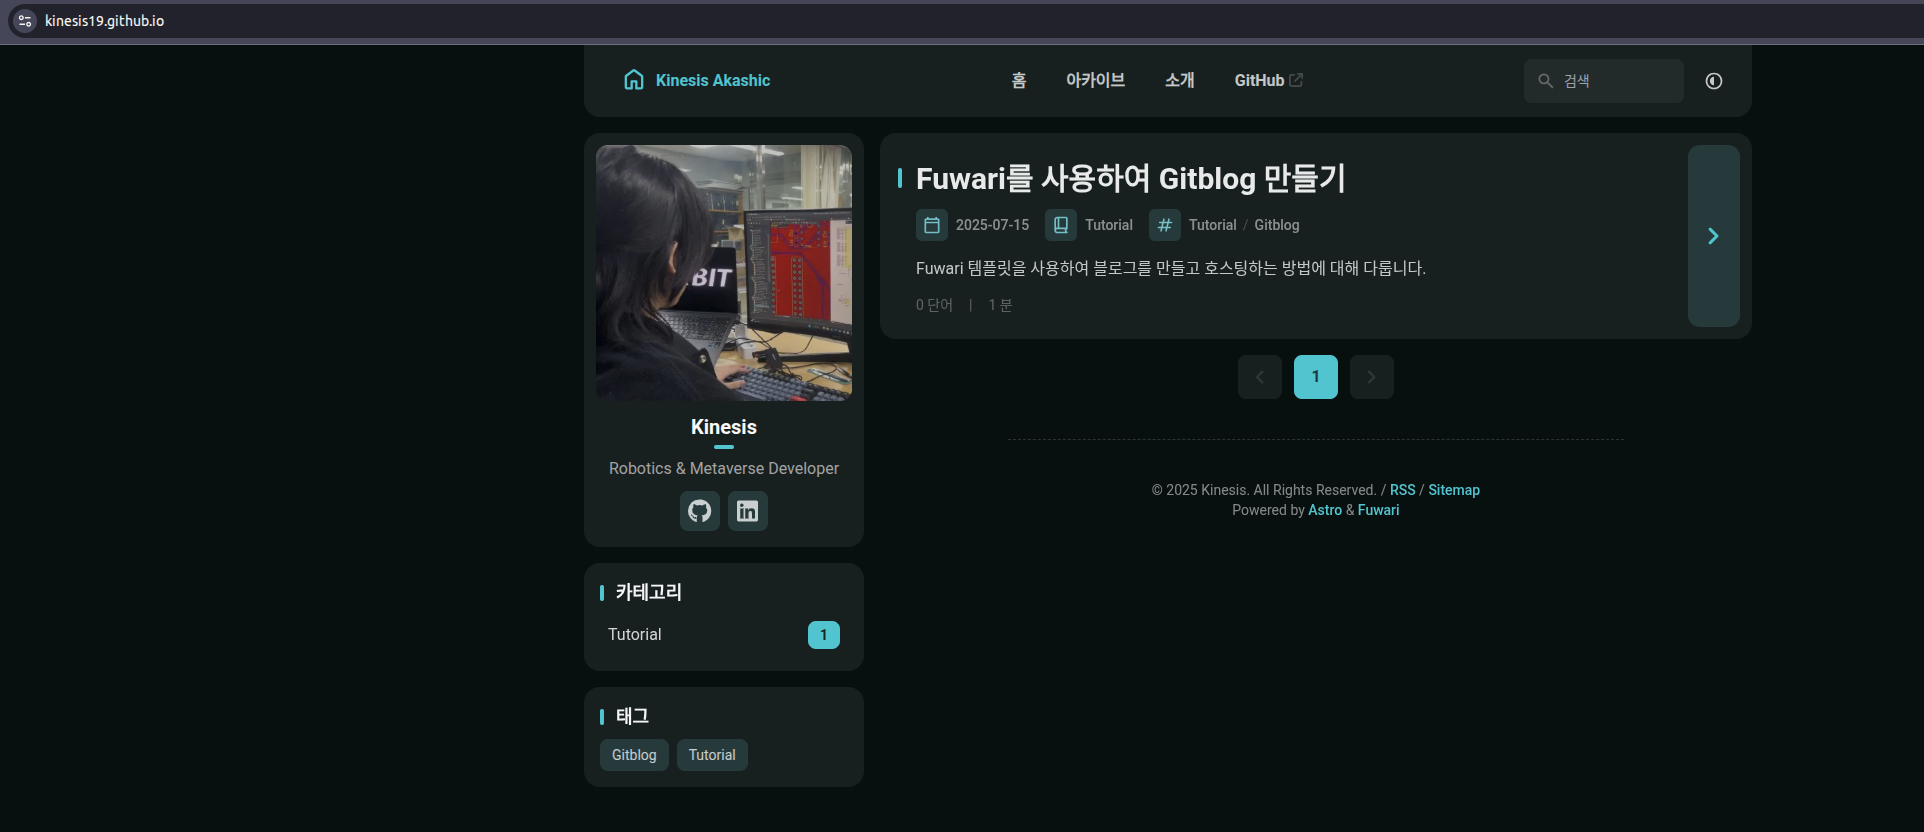 kinesis19.github.io
Kinesis Akashic
홈
아카이브
소개
GitHub
검색
BIT
Kinesis
Robotics & Metaverse Developer
카테고리
Tutorial
1
태그
Gitblog
Tutorial
Fuwari를 사용하여 Gitblog 만들기
2025-07-15
Tutorial
Tutorial / Gitblog
Fuwari 템플릿을 사용하여 블로그를 만들고 호스팅하는 방법에 대해 다룹니다.
0 단어 | 1 분
1
© 2025 Kinesis. All Rights Reserved. / RSS / Sitemap
Powered by Astro & Fuwari